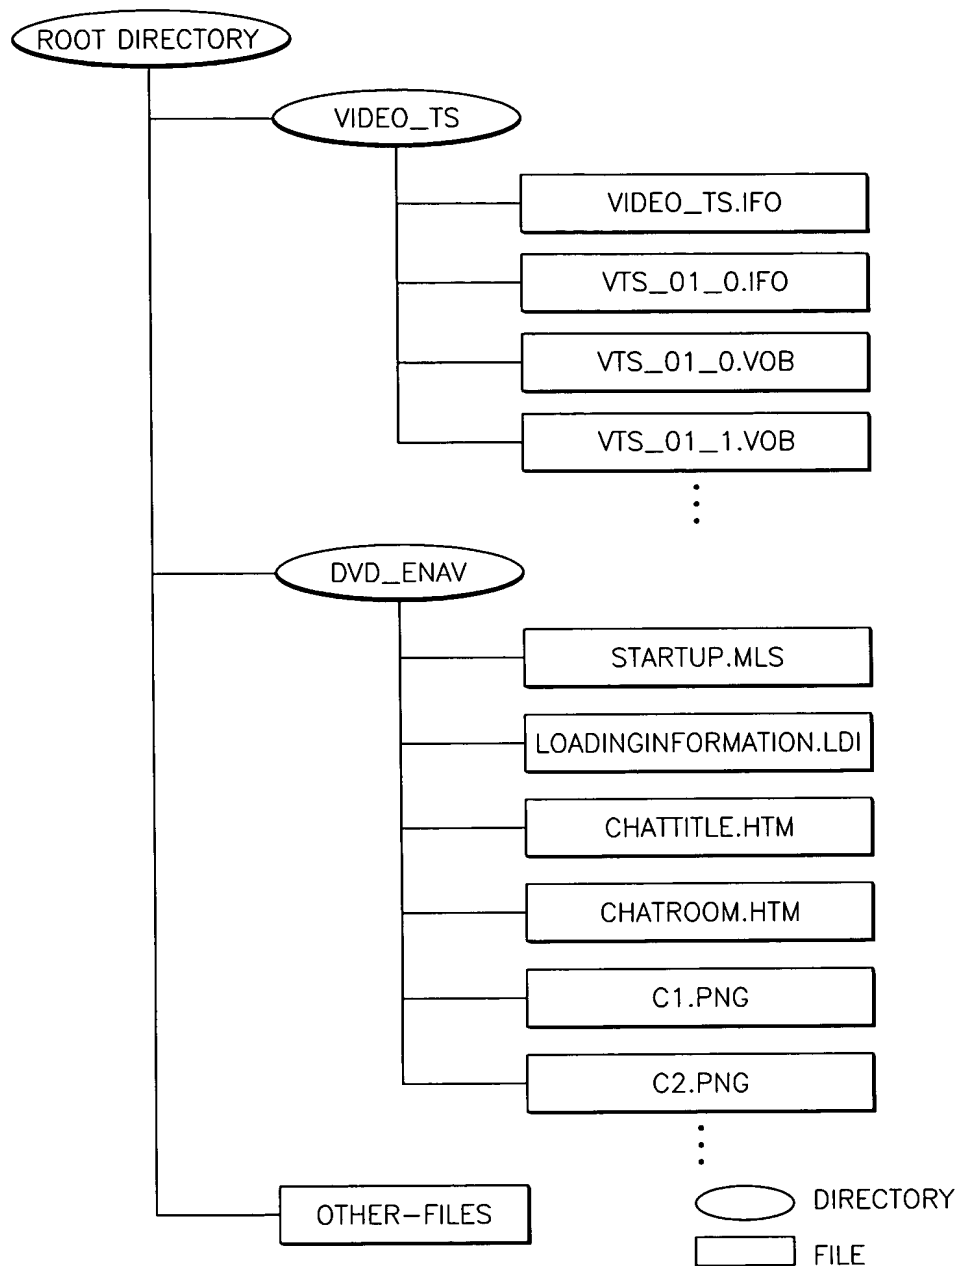 ROOT DIRECTORY
VIDEO_TS
VIDEO_TS.IFO
VTS_01_0.IFO
VTS_01_0.VOB
VTS_01_1.VOB
DVD_ENAV
STARTUP.MLS
LOADINGINFORMATION.LDI
CHATTITLE.HTM
CHATROOM.HTM
C1.PNG
C2.PNG
OTHER-FILES
DIRECTORY
FILE